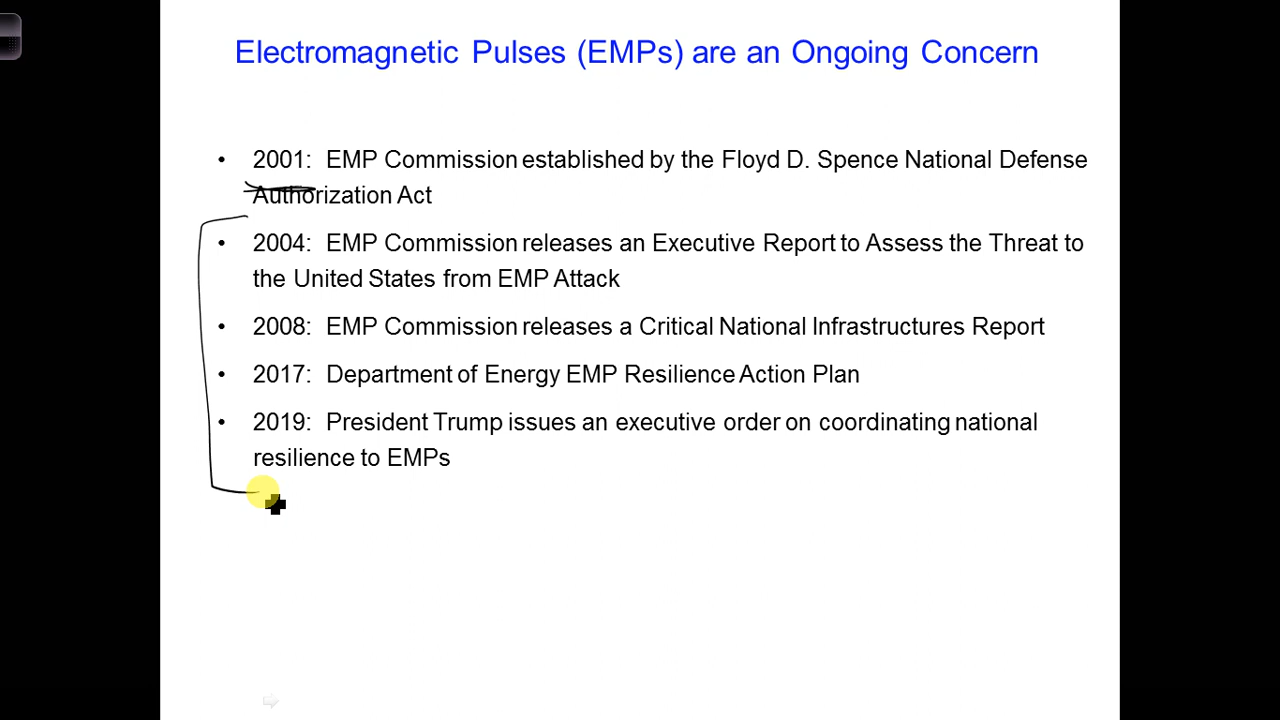 Electromagnetic Pulses (EMPs) are an Ongoing Concern
• 2001: EMP Commission established by the Floyd D. Spence National Defense
Authorization Act
• 2004: EMP Commission releases an Executive Report to Assess the Threat to
the United States from EMP Attack
• 2008: EMP Commission releases a Critical National Infrastructures Report
• 2017: Department of Energy EMP Resilience Action Plan
• 2019: President Trump issues an executive order on coordinating national
resilience to EMPs